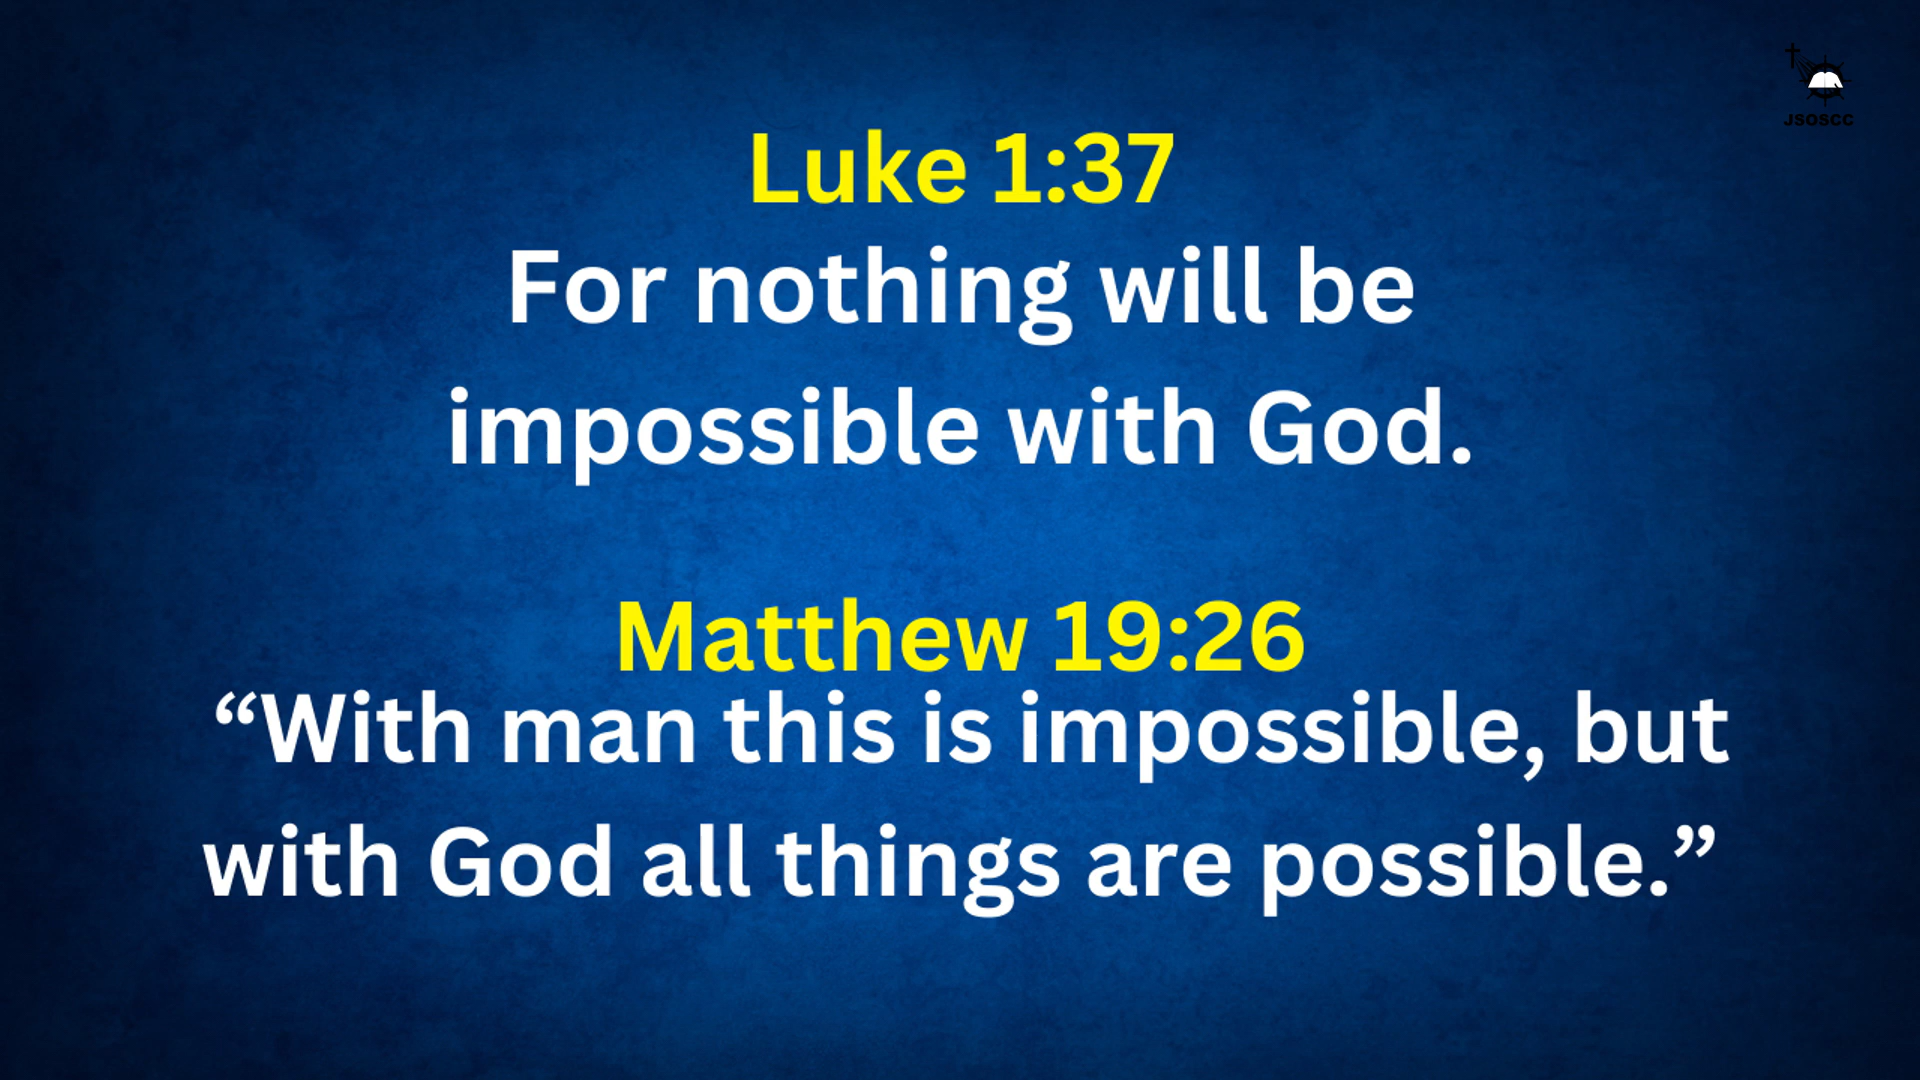 JSOSCC
Luke 1:37
For nothing will be
impossible with God.
Matthew 19:26
“With man this is impossible, but
with God all things are possible.”